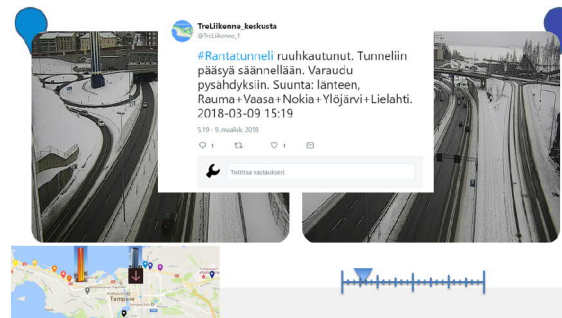 TreLiikenne_keskusta
@TreLiikenne_1
#Rantatunneli ruuhkautunut. Tunneliin
pääsyä säännellään. Varaudu
pysähdyksiin. Suunta: länteen,
Rauma+Vaasa+Nokia+Ylöjärvi+Lielahti.
2018-03-09 15:19
5.19 - 9. maalisk. 2018
1
1
Twiittaa vastauksesi
Tampere